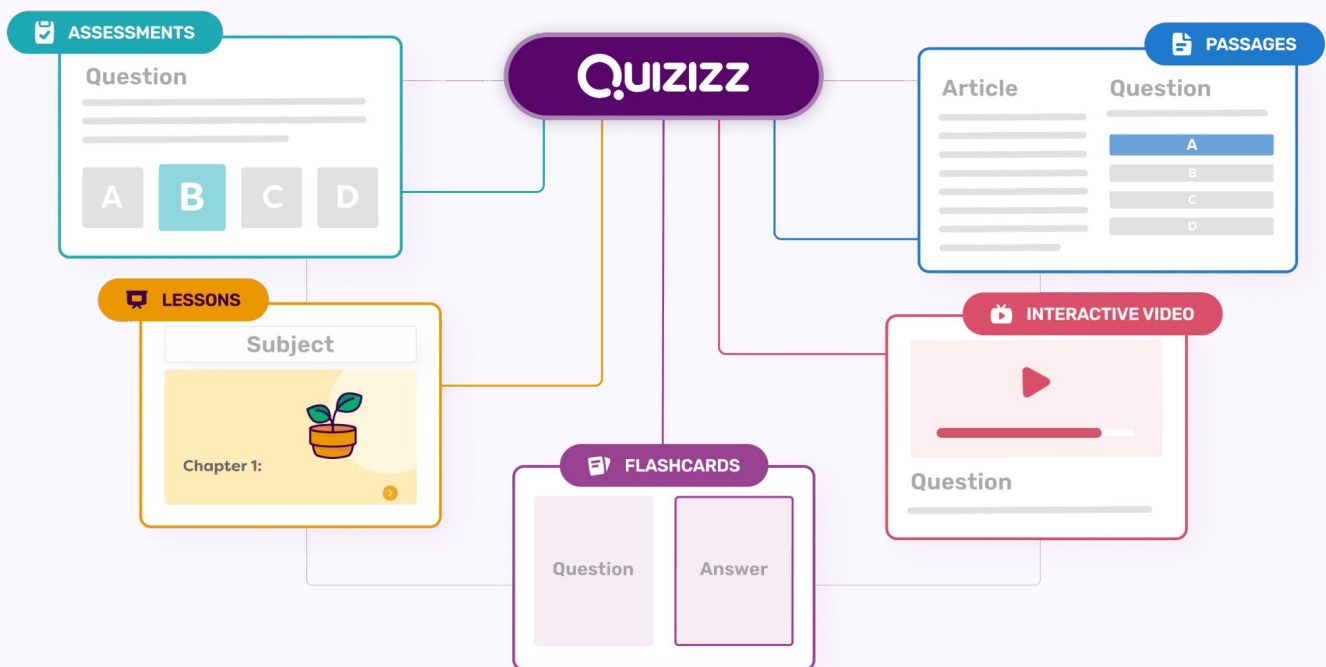 ASSESSMENTS
Question
A B C D
QUIZIZZ
PASSAGES
Article
Question
A
B
C
D
LESSONS
Subject
Chapter 1:
INTERACTIVE VIDEO
Question
FLASHCARDS
Question
Answer